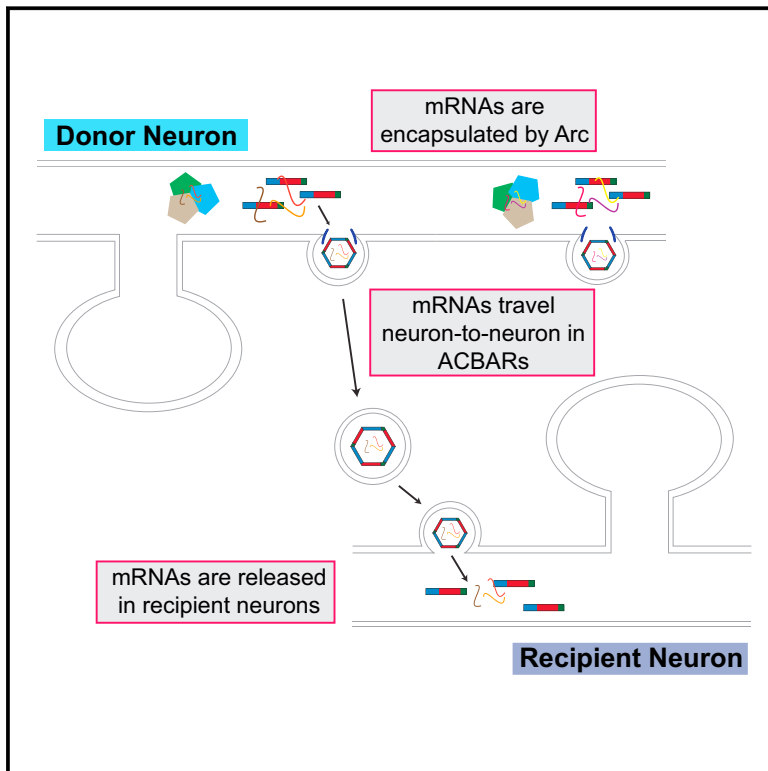 mRNAs are
encapsulated by Arc
Donor Neuron
mRNAs travel
neuron-to-neuron in
ACBARs
mRNAs are released
in recipient neurons
Recipient Neuron